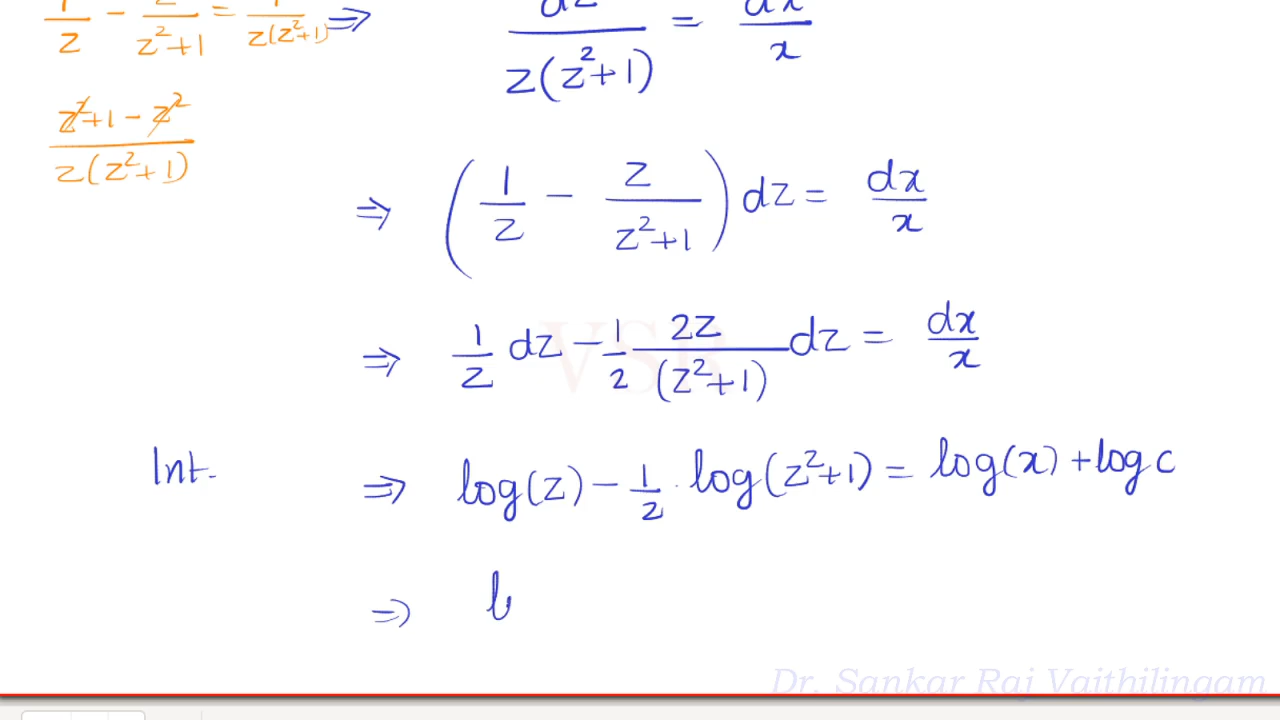 1/z - z/(z²+1) = 1/(z(z²+1)) ⇒ dz/(z(z²+1)) = dx/x
(z²+1-z²)/(z(z²+1))
⇒ (1/z - z/(z²+1)) dz = dx/x
⇒ 1/z dz - 1/2 2z/(z²+1) dz = dx/x
Int. ⇒ log(z) - 1/2 . log(z²+1) = log(x) + log c
⇒ l
VSR
Dr. Sankar Raj Vaithilingam